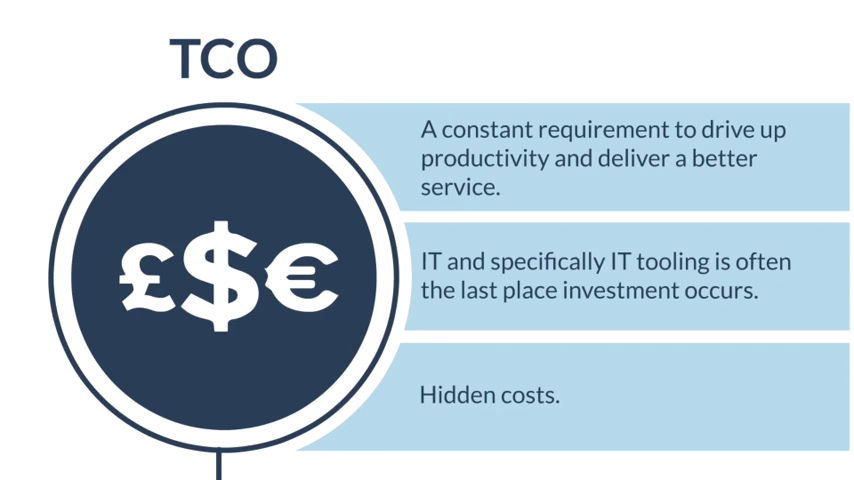 TCO
A constant requirement to drive up
productivity and deliver a better
service.
£$€
IT and specifically IT tooling is often
the last place investment occurs.
Hidden costs.